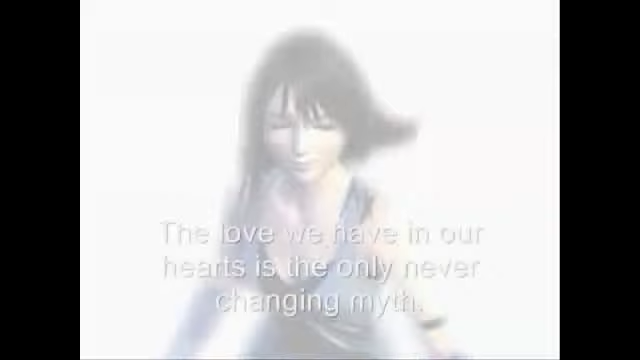 The love we have in our
hearts is the only never
changing myth.